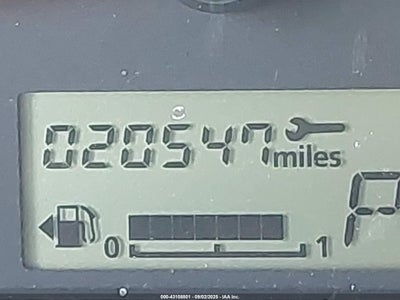 020547 miles
P
0 1
000-43108801 - 09/02/2025 - IAA Inc.